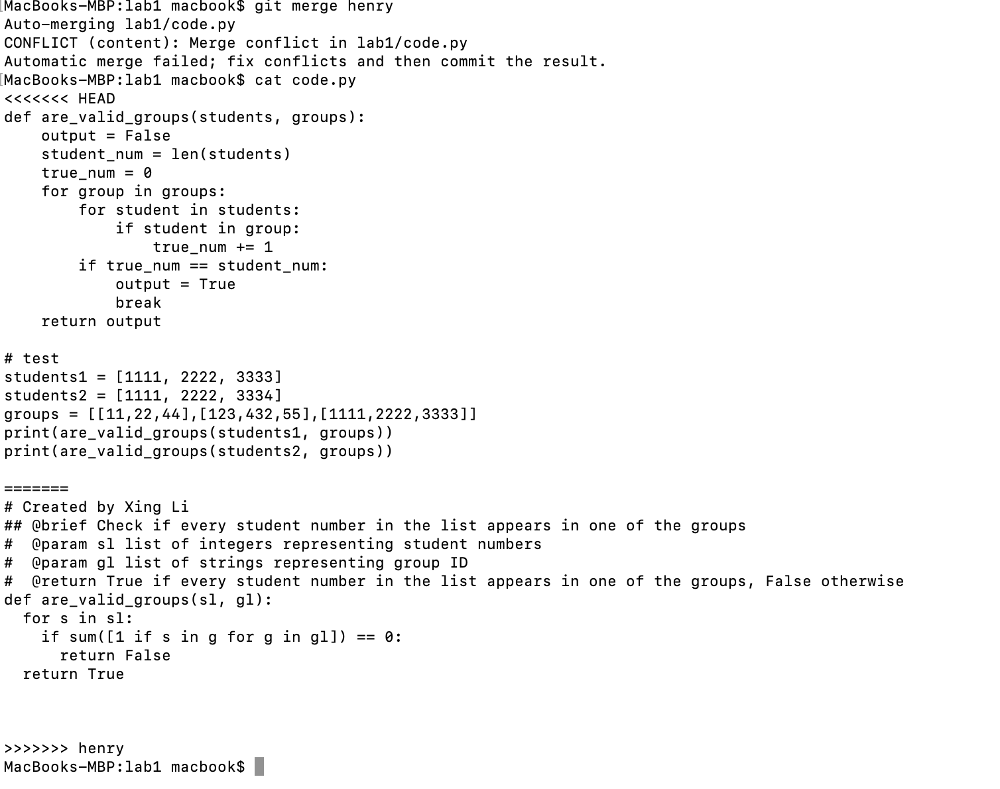 MacBooks-MBP:lab1 macbook$ git merge henry
Auto-merging lab1/code.py
CONFLICT (content): Merge conflict in lab1/code.py
Automatic merge failed; fix conflicts and then commit the result.
MacBooks-MBP:lab1 macbook$ cat code.py
<<<<<<< HEAD
def are_valid_groups(students, groups):
    output = False
    student_num = len(students)
    true_num = 0
    for group in groups:
        for student in students:
            if student in group:
                true_num += 1
        if true_num == student_num:
            output = True
            break
    return output

# test
students1 = [1111, 2222, 3333]
students2 = [1111, 2222, 3334]
groups = [[11,22,44],[123,432,55],[1111,2222,3333]]
print(are_valid_groups(students1, groups))
print(are_valid_groups(students2, groups))

=======
# Created by Xing Li
## @brief Check if every student number in the list appears in one of the groups
#  @param sl list of integers representing student numbers
#  @param gl list of strings representing group ID
#  @return True if every student number in the list appears in one of the groups, False otherwise
def are_valid_groups(sl, gl):
  for s in sl:
    if sum([1 if s in g for g in gl]) == 0:
      return False
  return True

>>>>>>> henry
MacBooks-MBP:lab1 macbook$